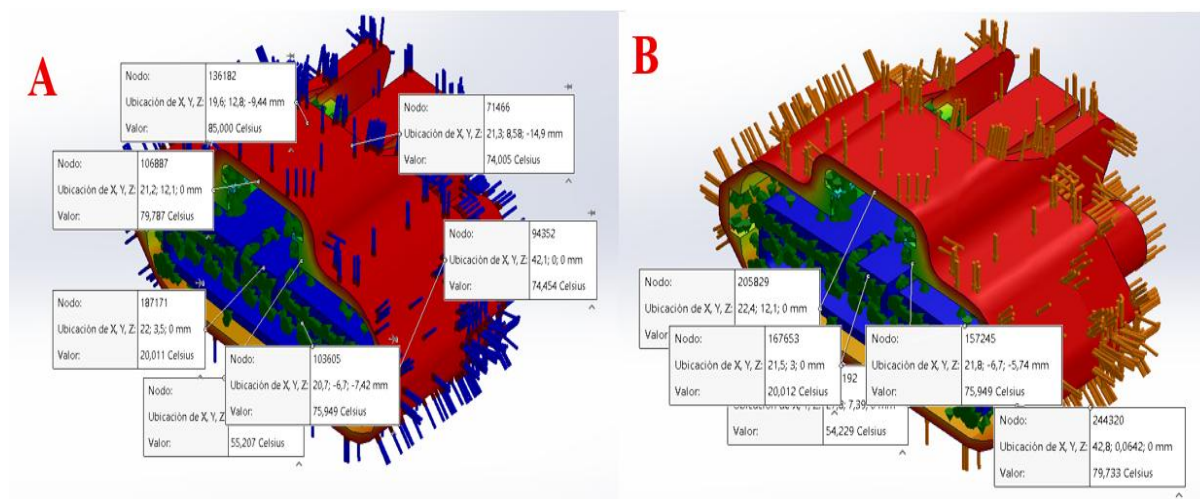 A
Nodo: 136182
Ubicación de X, Y, Z: 19,6; 12,8; -9,44 mm
Valor: 85,000 Celsius
Nodo: 71466
Ubicación de X, Y, Z: 21,3; 8,58; -14,9 mm
Valor: 74,005 Celsius
Nodo: 106887
Ubicación de X, Y, Z: 21,2; 12,1; 0 mm
Valor: 79,787 Celsius
Nodo: 94352
Ubicación de X, Y, Z: 42,1; 0; 0 mm
Valor: 74,454 Celsius
Nodo: 187171
Ubicación de X, Y, Z: 22; 3,5; 0 mm
Valor: 20,011 Celsius
Nodo: 103605
Ubicación de X, Y, Z: 20,7; -6,7; -7,42 mm
Valor: 75,949 Celsius
Nodo:
Ubicación de X, Y,
Valor: 55,207 Celsius
B
Nodo: 205829
Ubicación de X, Y, Z: 22,4; 12,1; 0 mm
Nodo: 167653
Ubicación de X, Y, Z: 21,5; 3; 0 mm
Valor: 20,012 Celsius
Nodo: 157245
Ubicación de X, Y, Z: 21,8; -6,7; -5,74 mm
Valor: 75,949 Celsius
192
Valor: 54,229 Celsius
Nodo: 244320
Ubicación de X, Y, Z: 42,8; 0,0642; 0 mm
Valor: 79,733 Celsius